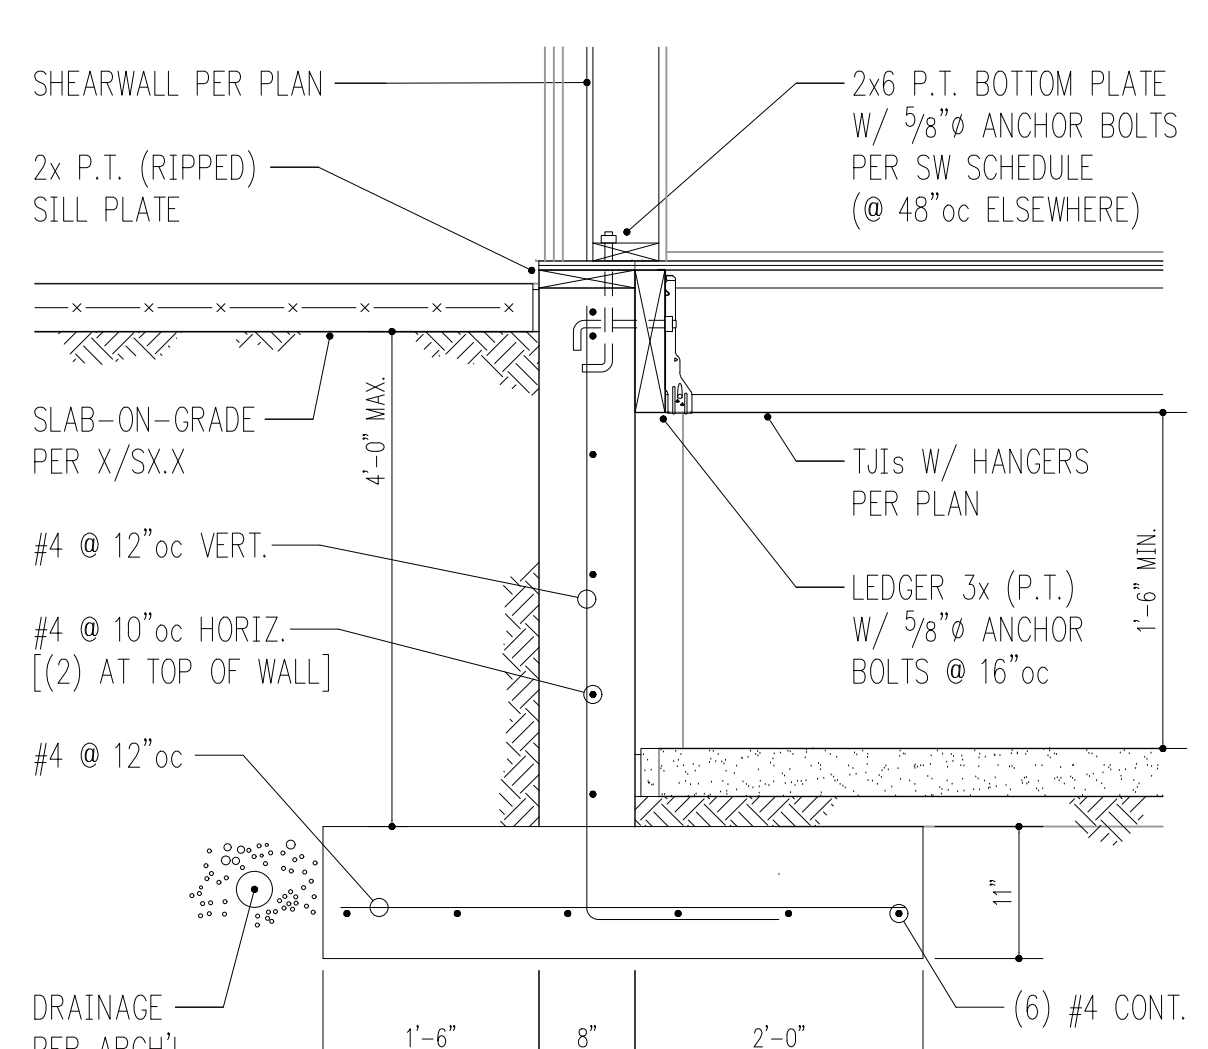 SHEARWALL PER PLAN
2x P.T. (RIPPED)
SILL PLATE
2x6 P.T. BOTTOM PLATE
W/ 5/8"ø ANCHOR BOLTS
PER SW SCHEDULE
(@ 48"oc ELSEWHERE)
SLAB-ON-GRADE
PER X/SX.X
4'-0" MAX.
TJIs W/ HANGERS
PER PLAN
#4 @ 12"oc VERT.
#4 @ 10"oc HORIZ.
[(2) AT TOP OF WALL]
LEDGER 3x (P.T.)
W/ 5/8"ø ANCHOR
BOLTS @ 16"oc
1'-6" MIN.
#4 @ 12"oc
11"
DRAINAGE
PER ARCH'L
(6) #4 CONT.
1'-6"
8"
2'-0"